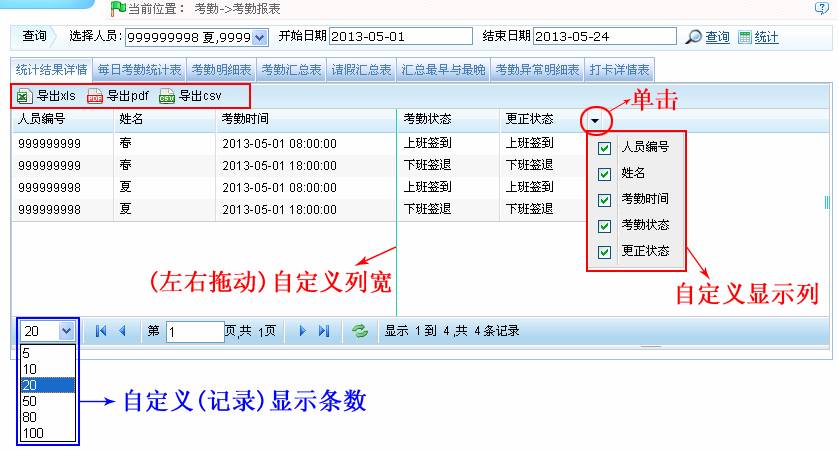 当前位置： 考勤->考勤报表
查询 选择人员: 999999998 夏,9999 开始日期 2013-05-01 结束日期 2013-05-24 查询 统计
统计结果详情 每日考勤统计表 考勤明细表 考勤汇总表 请假汇总表 汇总最早与最晚 考勤异常明细表 打卡详情表
导出xls 导出pdf 导出csv
单击
人员编号 姓名 考勤时间 考勤状态 更正状态
999999999 春 2013-05-01 08:00:00 上班签到 上班签到
999999999 春 2013-05-01 18:00:00 下班签退 下班签退
999999998 夏 2013-05-01 08:00:00 上班签到 上班签到
999999998 夏 2013-05-01 18:00:00 下班签退 下班签退
人员编号
姓名
考勤时间
考勤状态
更正状态
(左右拖动)自定义列宽
自定义显示列
20 第 1 页,共 1页 显示 1到 4 ,共 4条记录
5
10
20
50
80
100
自定义(记录)显示条数